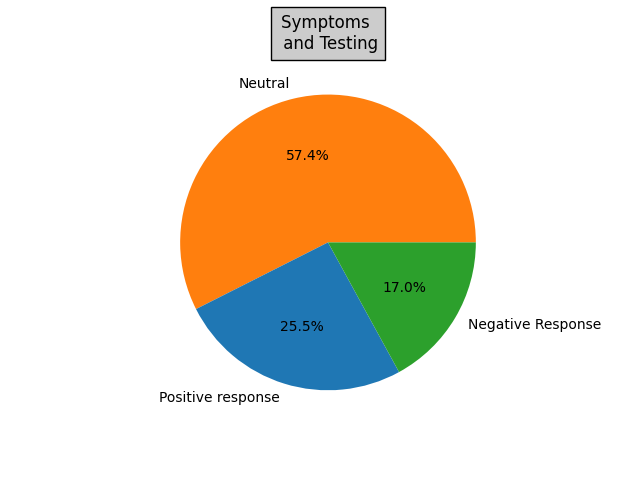 Symptoms
and Testing
Neutral
57.4%
17.0%
25.5%
Negative Response
Positive response